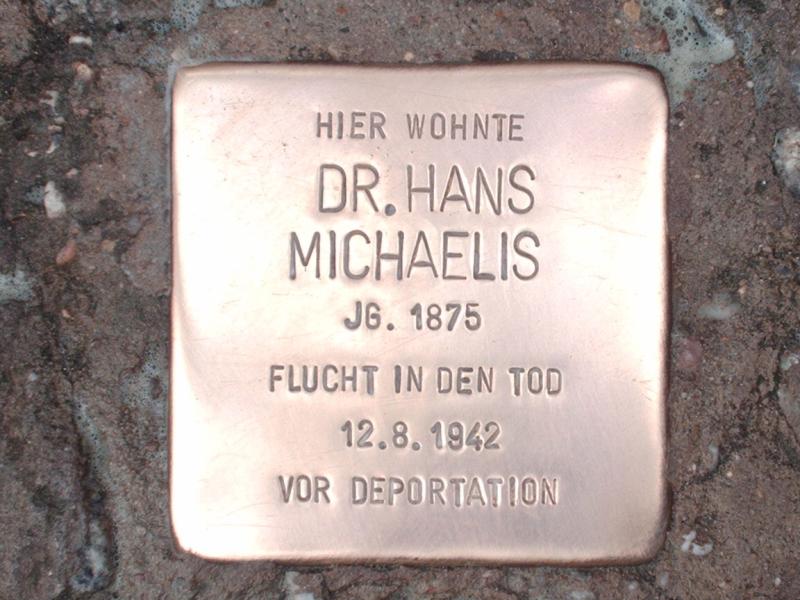 HIER WOHNTE
DR. HANS
MICHAELIS
JG. 1875
FLUCHT IN DEN TOD
12.8.1942
VOR DEPORTATION